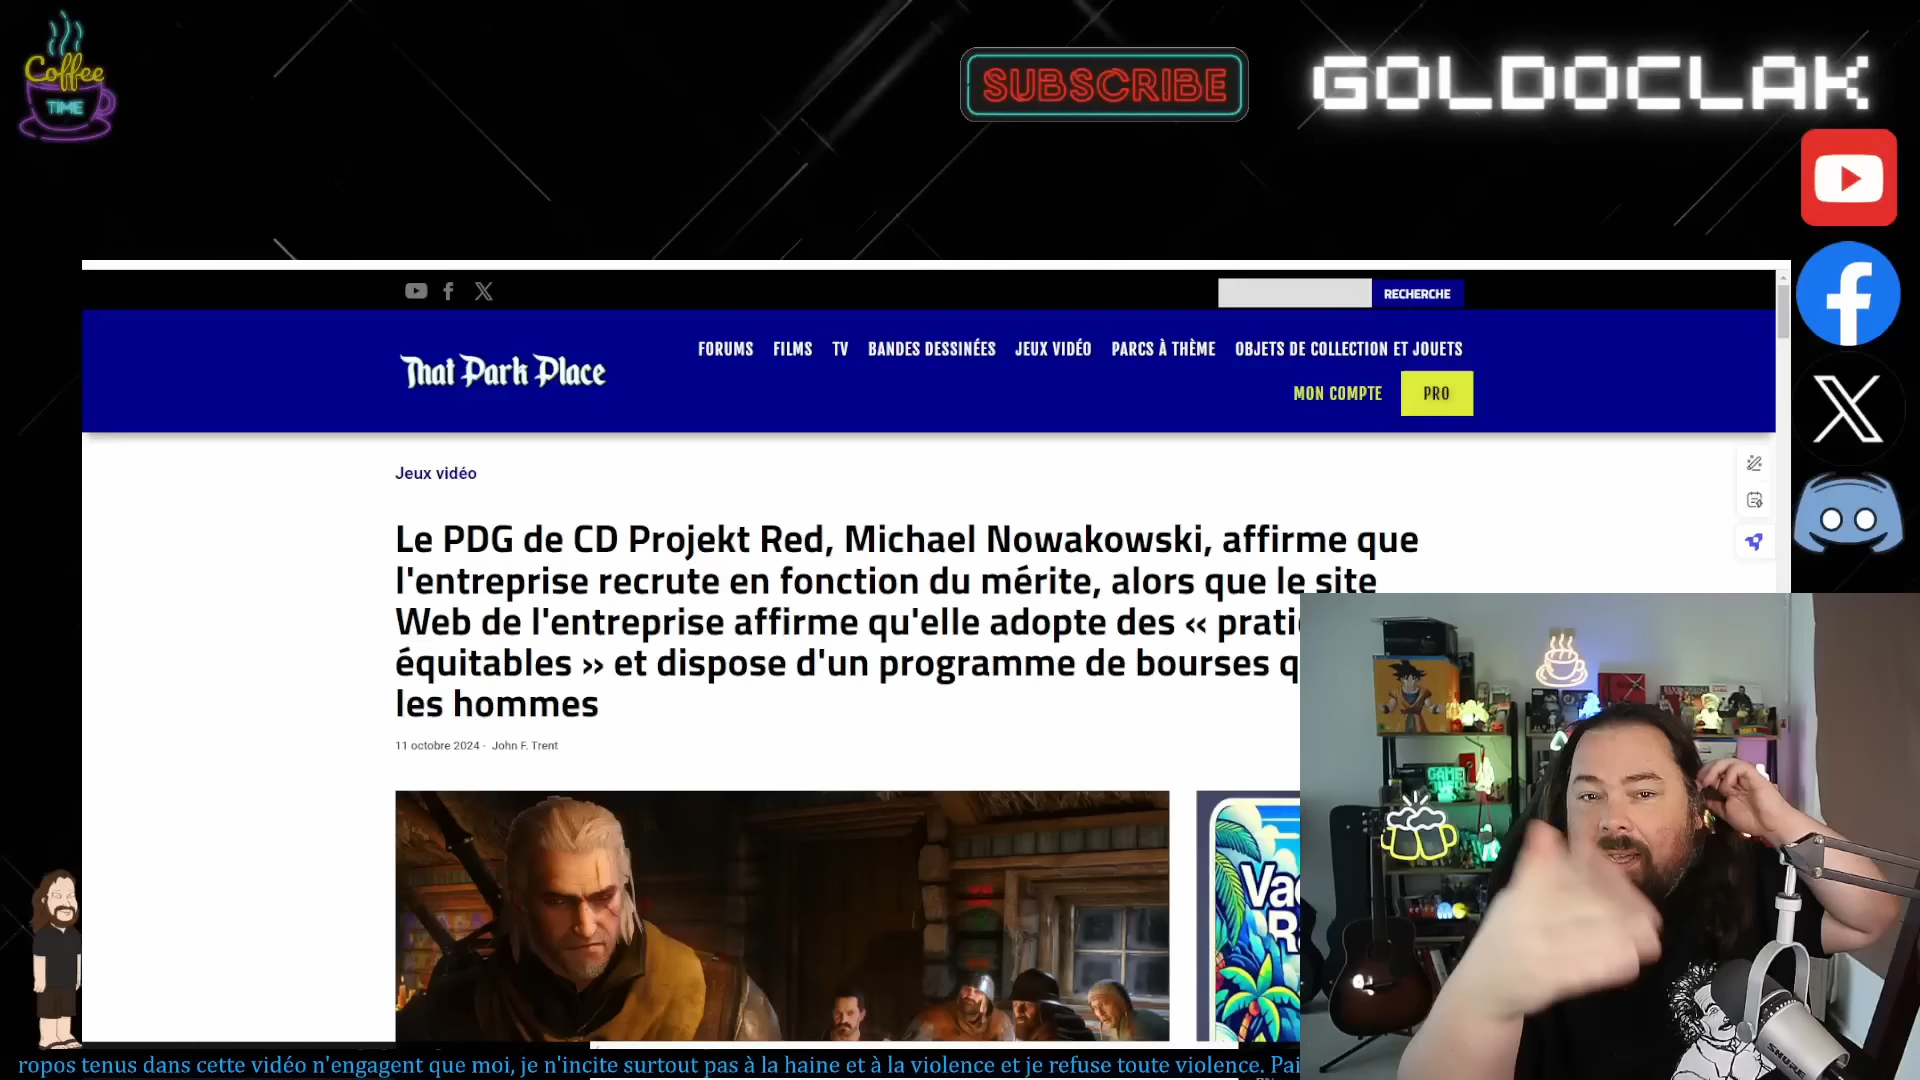 Coffee
TIME
SUBSCRIBE
GOLDOCLAK
RECHERCHE
That Park Place
FORUMS FILMS TV BANDES DESSINÉES JEUX VIDÉO PARCS À THÈME OBJETS DE COLLECTION ET JOUETS
MON COMPTE PRO
Jeux vidéo
Le PDG de CD Projekt Red, Michael Nowakowski, affirme que
l'entreprise recrute en fonction du mérite, alors que le site
Web de l'entreprise affirme qu'elle adopte des «
équitables » et dispose d'un programme de bourses
les hommes
11 octobre 2024 · John F. Trent
GAME
OVER
SHURE
tenus dans cette vidéo n'engagent que moi, je n'incite surtout pas à la haine et à la violence et je refuse toute violence.